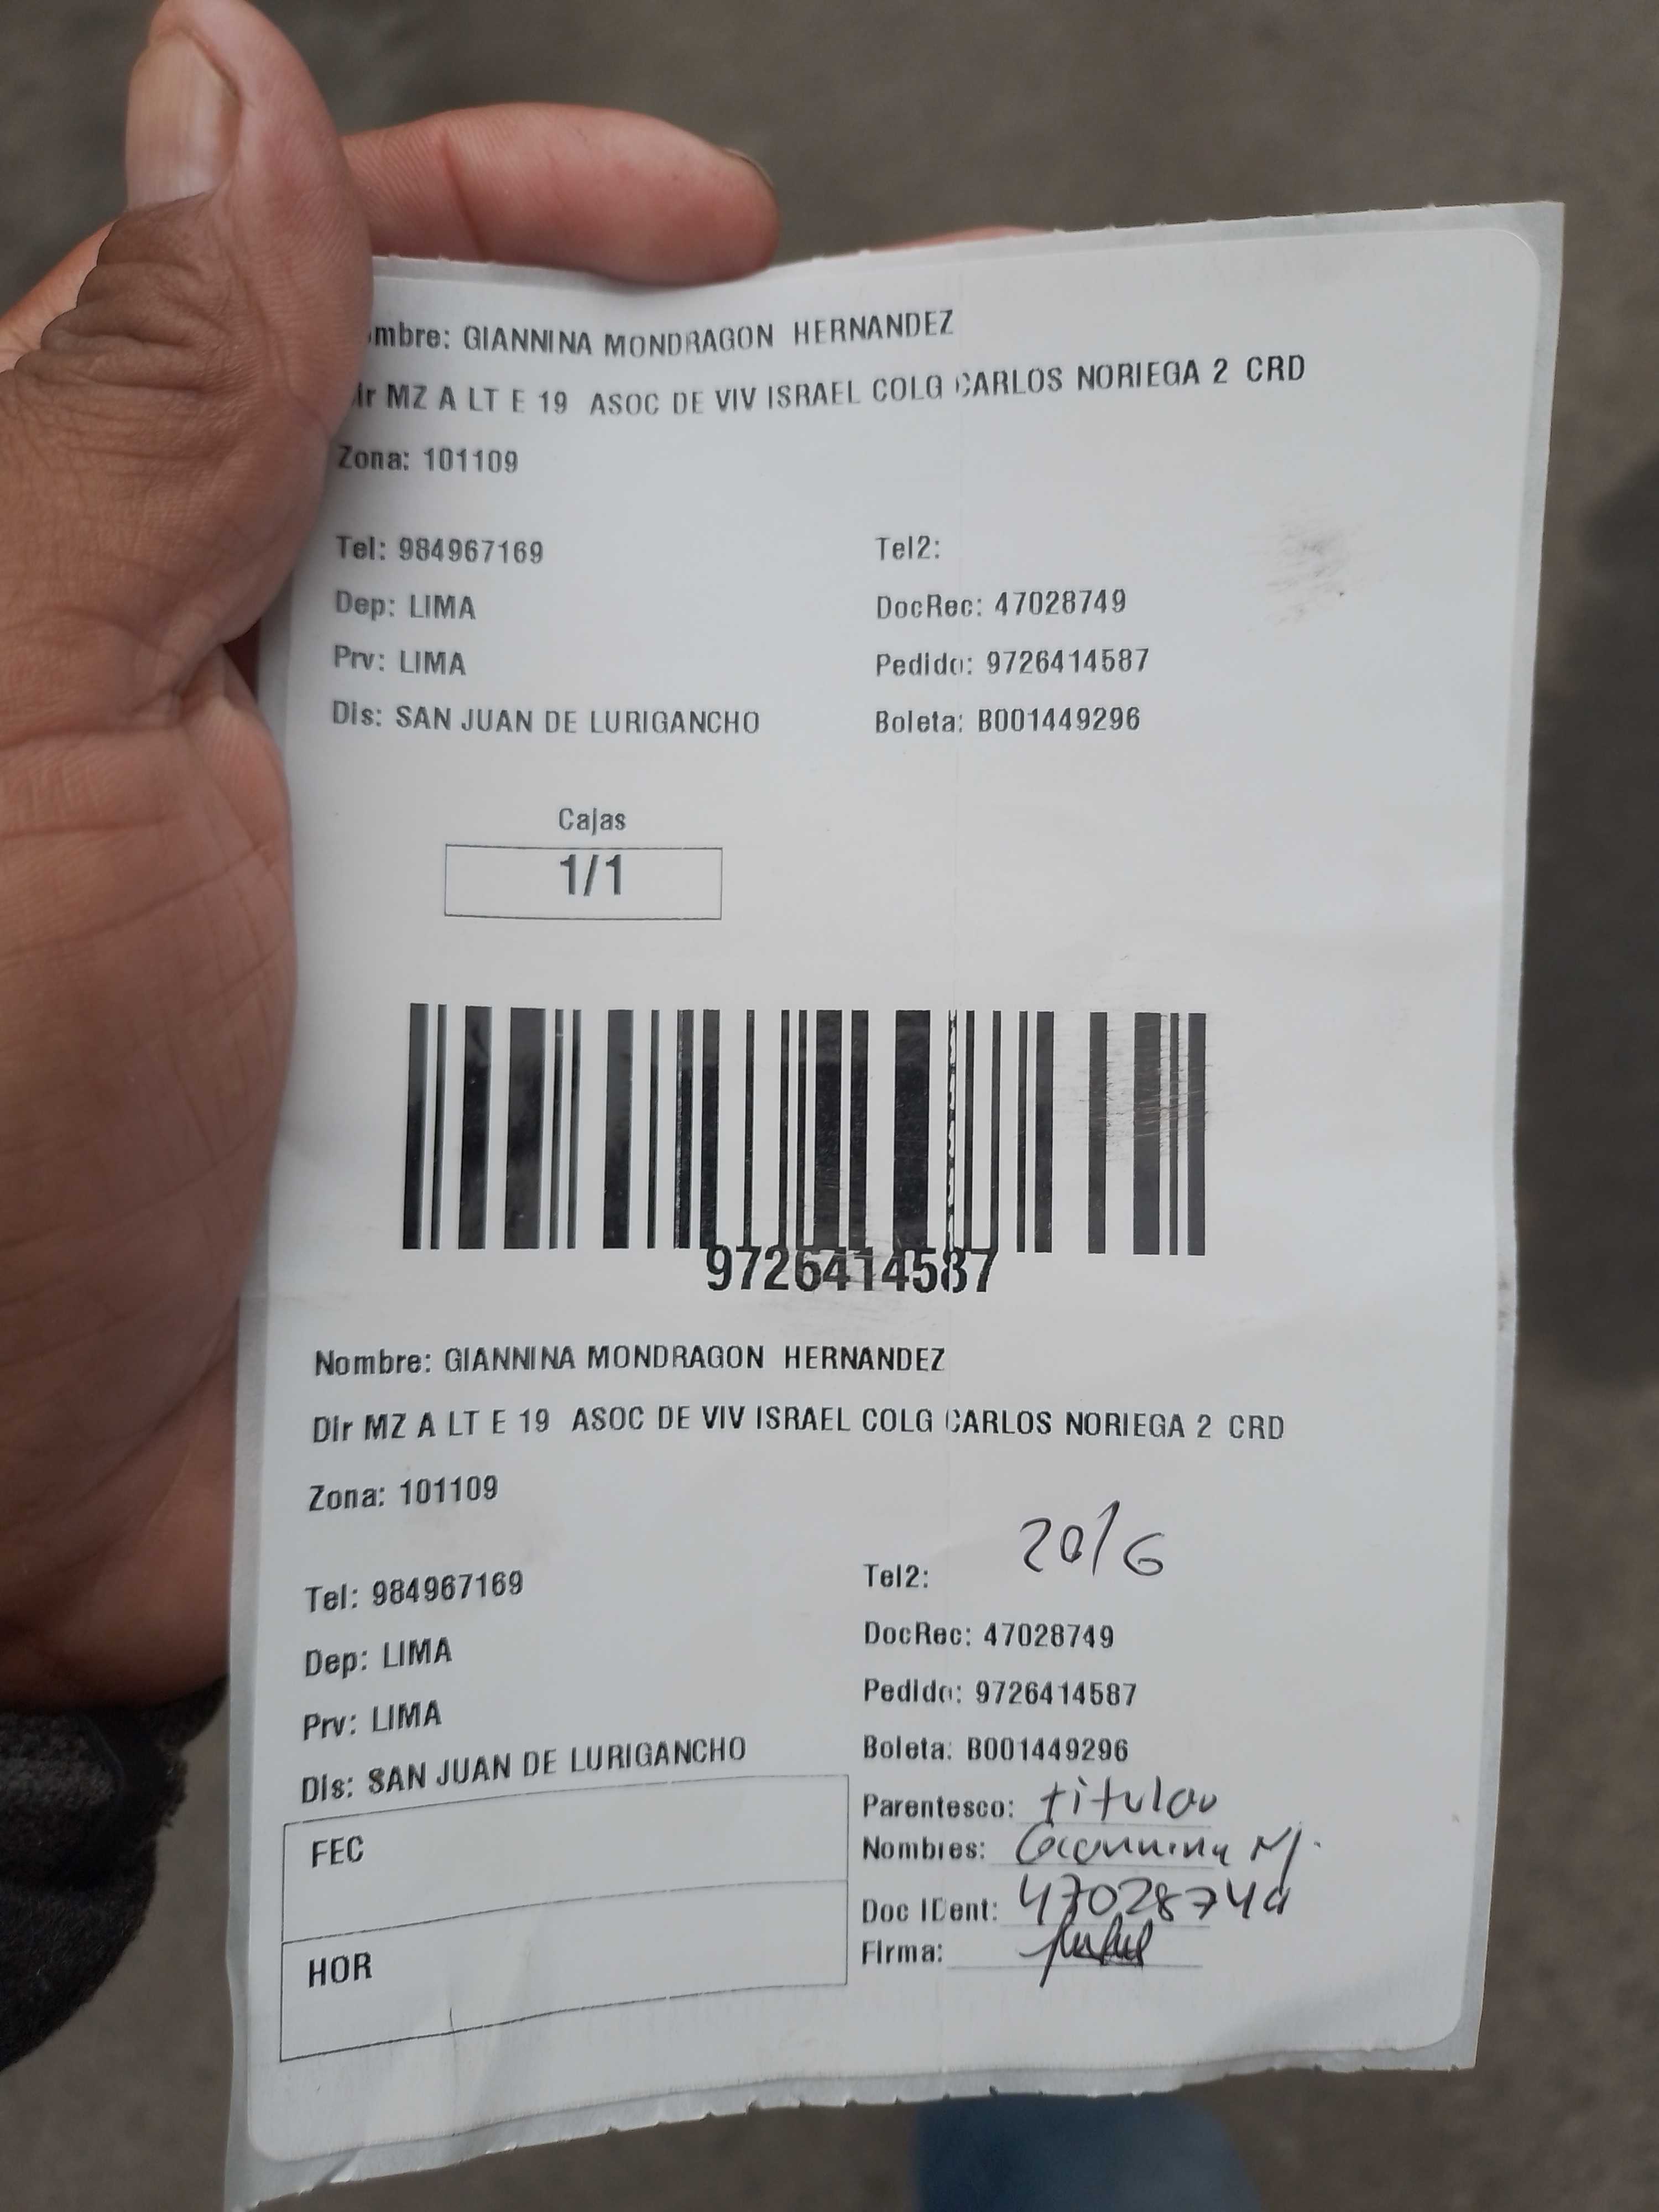 mbre: GIANNINA MONDRAGON HERNANDEZ
ir MZ A LT E 19 ASOC DE VIV ISRAEL COLG CARLOS NORIEGA 2 CRD
Zona: 101109
Tel: 984967169 Tel2:
Dep: LIMA DocRec: 47028749
Prv: LIMA Pedido: 9726414587
Dis: SAN JUAN DE LURIGANCHO Boleta: B001449296
Cajas
1/1
9726414587
Nombre: GIANNINA MONDRAGON HERNANDEZ
Dir MZ A LT E 19 ASOC DE VIV ISRAEL COLG CARLOS NORIEGA 2 CRD
Zona: 101109
20/6
Tel: 984967169 Tel2:
Dep: LIMA DocRec: 47028749
Prv: LIMA Pedido: 9726414587
Dis: SAN JUAN DE LURIGANCHO Boleta: B001449296
Parentesco: titular
FEC Nombres: Giannina M.
Doc IDent: 47028749
HOR Firma: